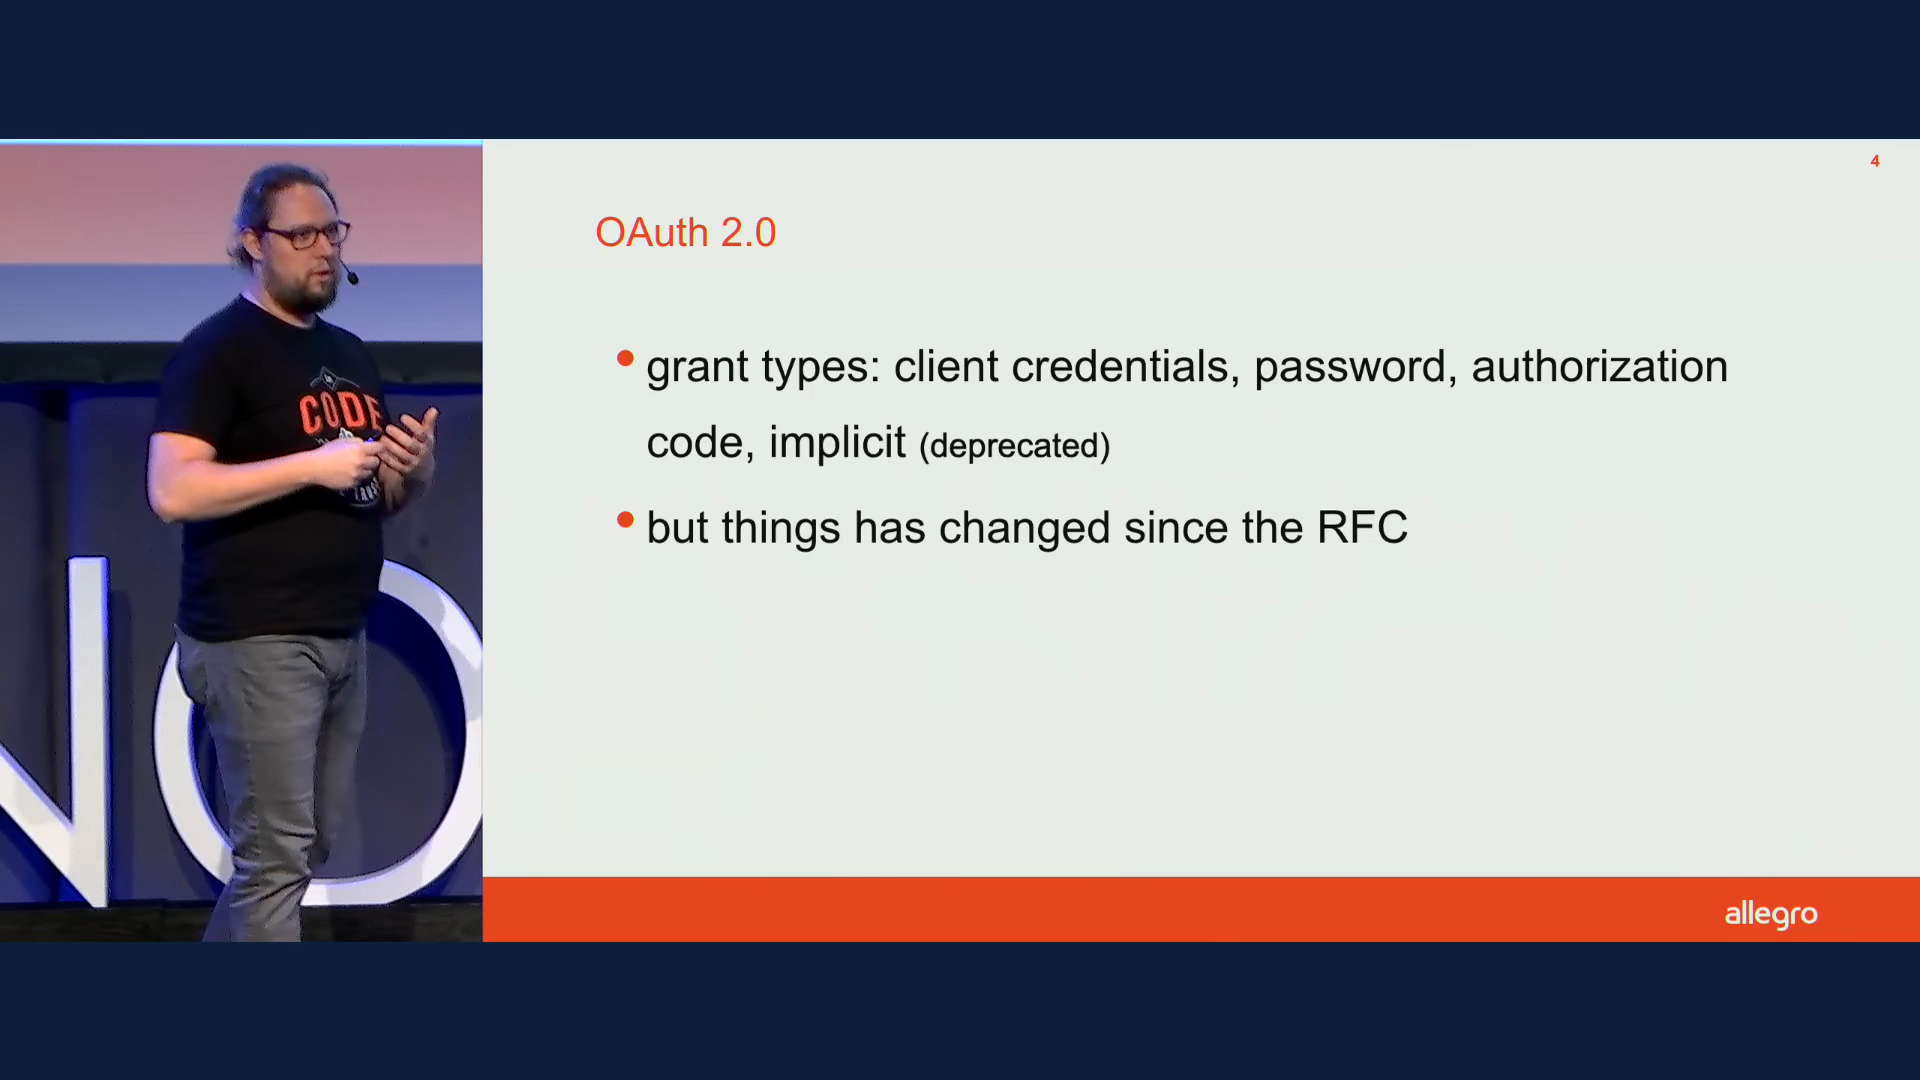 4
OAuth 2.0
grant types: client credentials, password, authorization
code, implicit (deprecated)
but things has changed since the RFC
allegro
CODE
NO